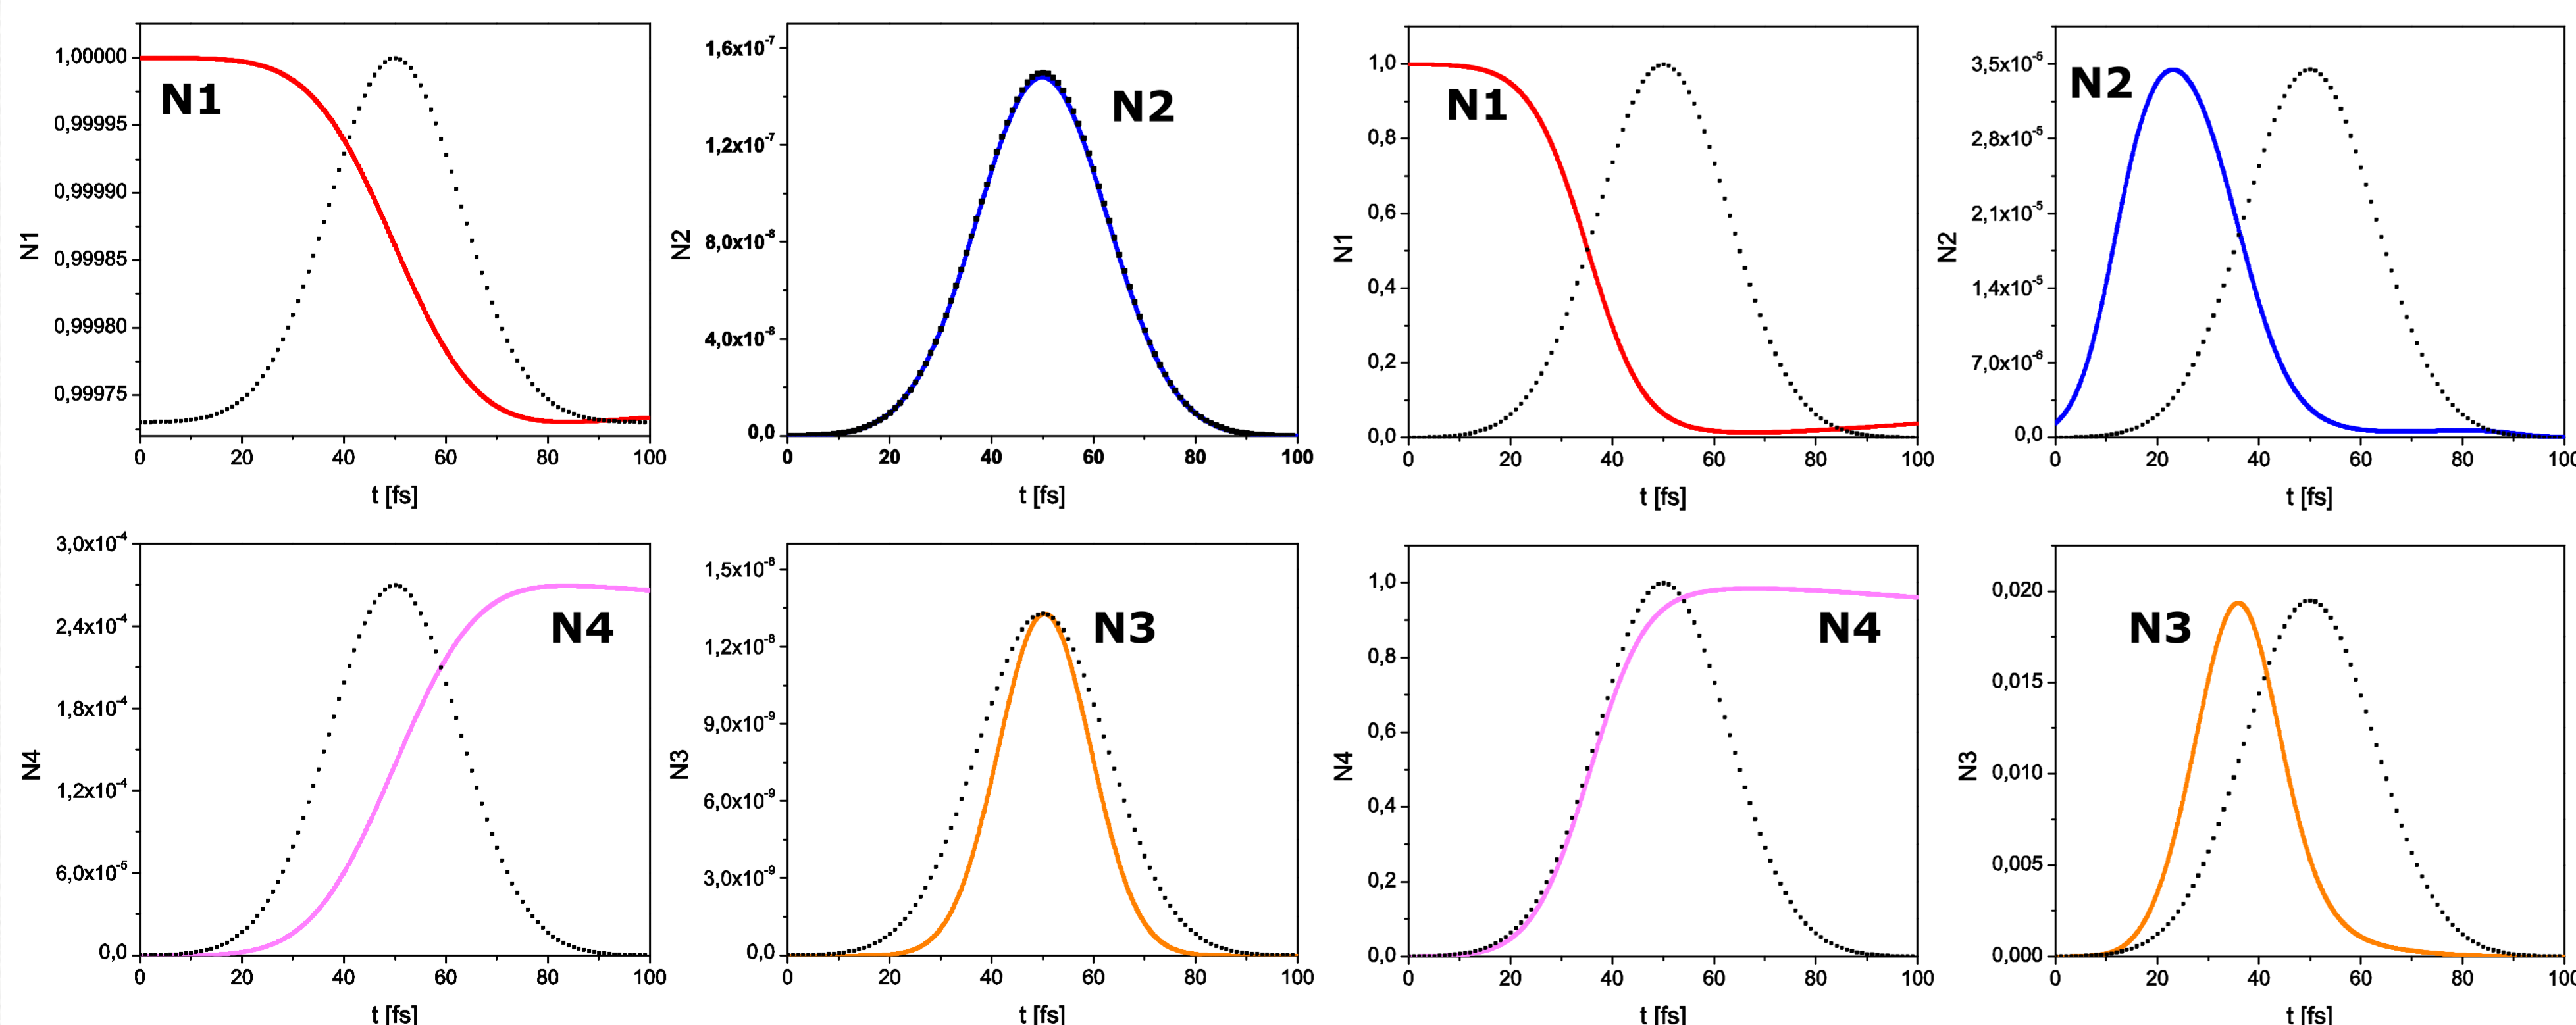 1,00000
0,99995
0,99990
0,99985
0,99980
0,99975
N1
N1
0 20 40 60 80 100
t [fs]
1,6x10⁻⁷
1,2x10⁻⁷
8,0x10⁻⁸
4,0x10⁻⁸
0,0
N2
N2
0 20 40 60 80 100
t [fs]
1,0
0,8
0,6
0,4
0,2
0,0
N1
N1
0 20 40 60 80 100
t [fs]
3,5x10⁻⁵
2,8x10⁻⁵
2,1x10⁻⁵
1,4x10⁻⁵
7,0x10⁻⁶
0,0
N2
N2
0 20 40 60 80 100
t [fs]
3,0x10⁻⁴
2,4x10⁻⁴
1,8x10⁻⁴
1,2x10⁻⁴
6,0x10⁻⁵
0,0
N4
N4
0 20 40 60 80 100
t [fs]
1,5x10⁻⁸
1,2x10⁻⁸
9,0x10⁻⁹
6,0x10⁻⁹
3,0x10⁻⁹
0,0
N3
N3
0 20 40 60 80 100
t [fs]
1,0
0,8
0,6
0,4
0,2
0,0
N4
N4
0 20 40 60 80 100
t [fs]
0,020
0,015
0,010
0,005
0,000
N3
N3
0 20 40 60 80 100
t [fs]